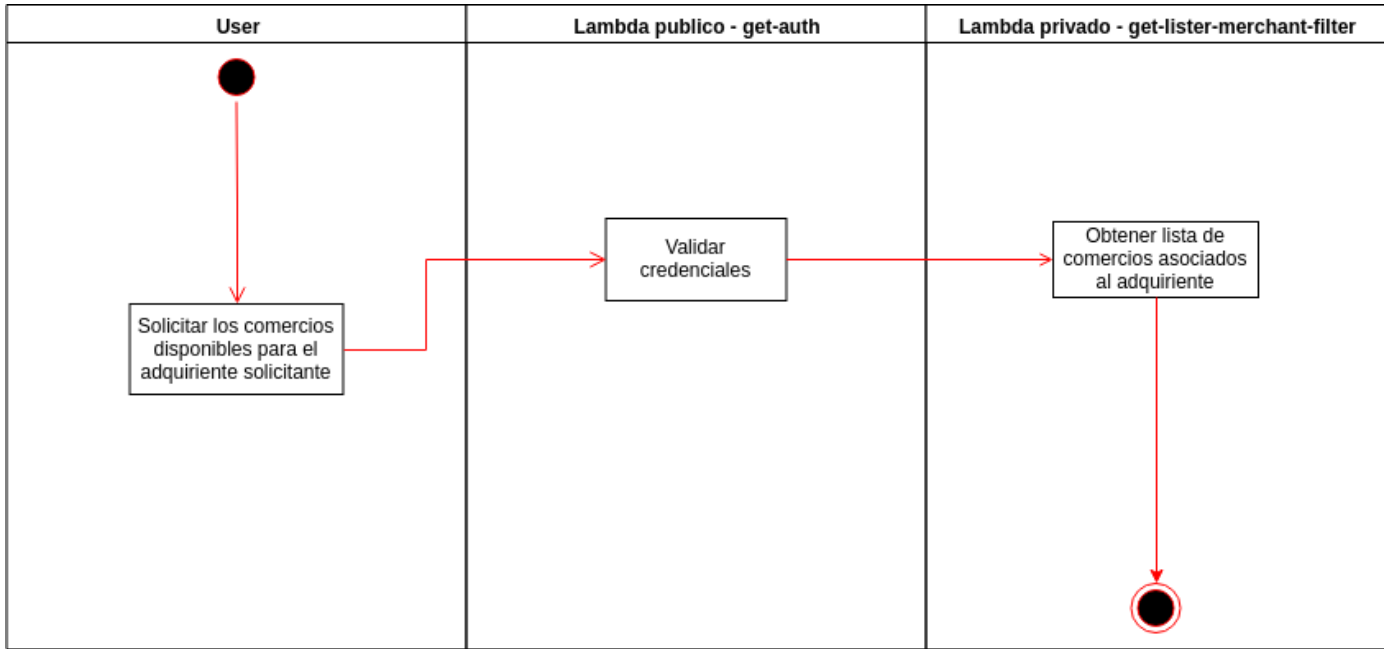 User
Lambda publico - get-auth
Lambda privado - get-lister-merchant-filter
Solicitar los comercios
disponibles para el
adquiriente solicitante
Validar
credenciales
Obtener lista de
comercios asociados
al adquiriente